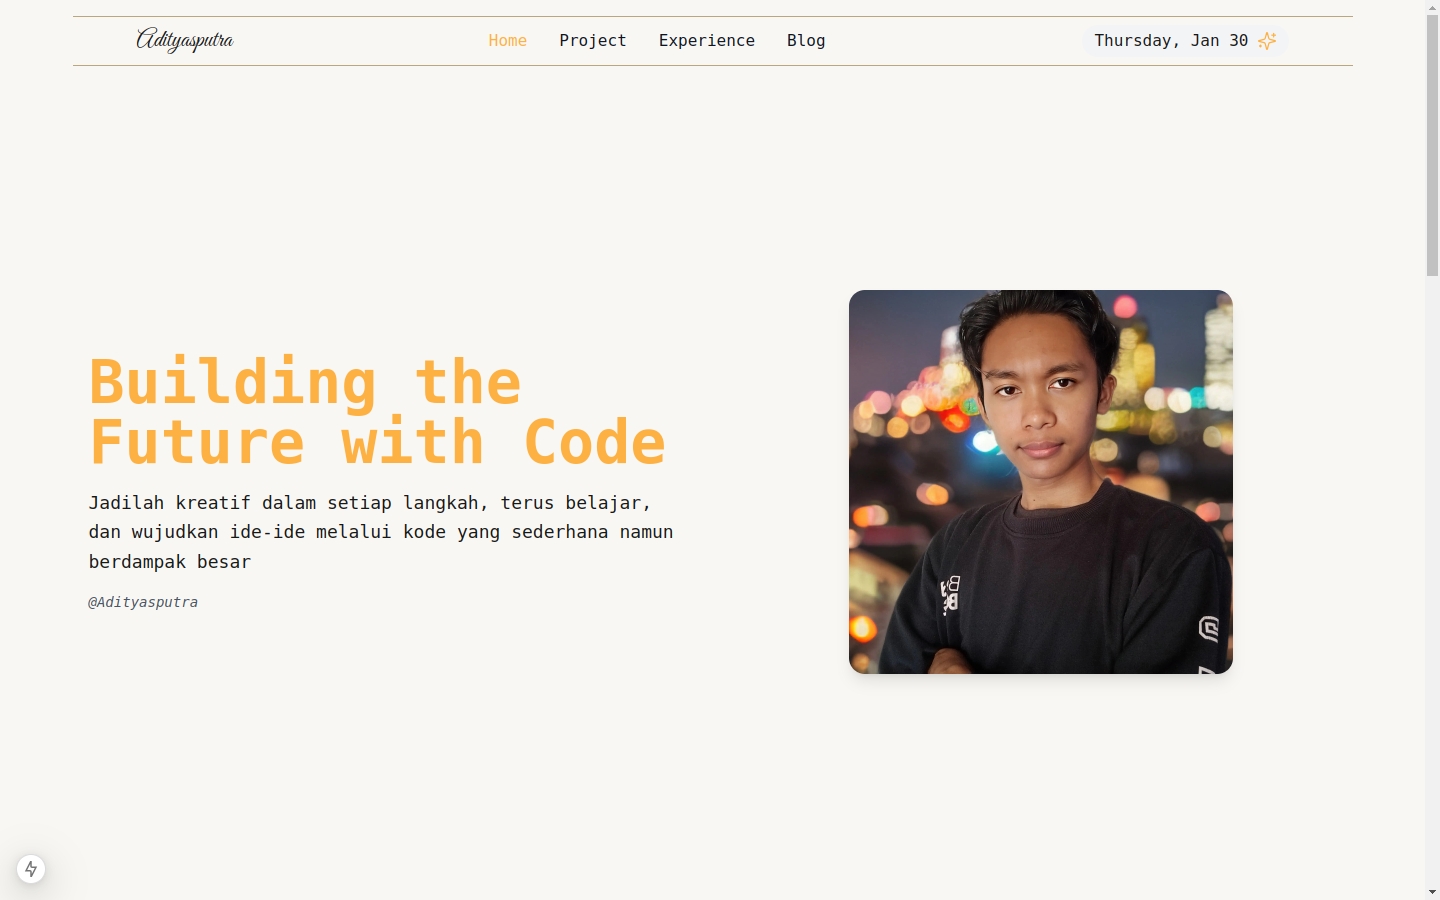 Adityasputra
Home Project Experience Blog
Thursday, Jan 30
Building the
Future with Code
Jadilah kreatif dalam setiap langkah, terus belajar,
dan wujudkan ide-ide melalui kode yang sederhana namun
berdampak besar
@Adityasputra